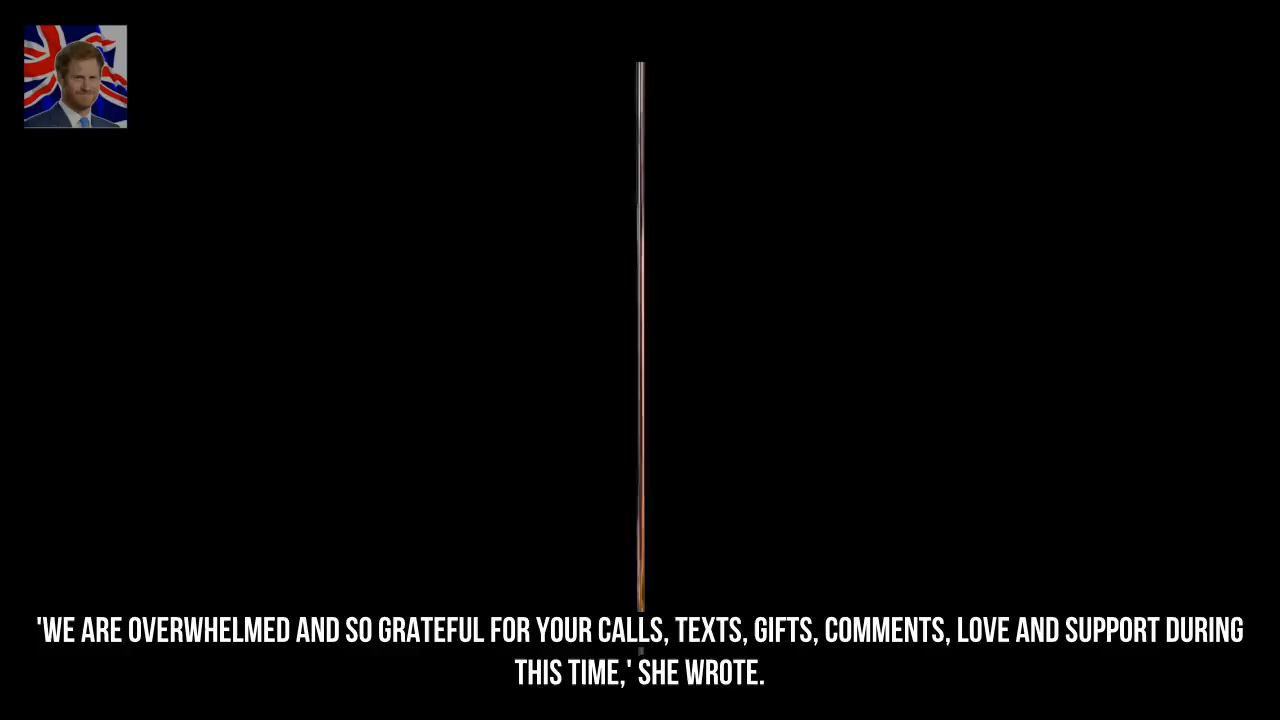 'WE ARE OVERWHELMED AND SO GRATEFUL FOR YOUR CALLS, TEXTS, GIFTS, COMMENTS, LOVE AND SUPPORT DURING
THIS TIME,' SHE WROTE.